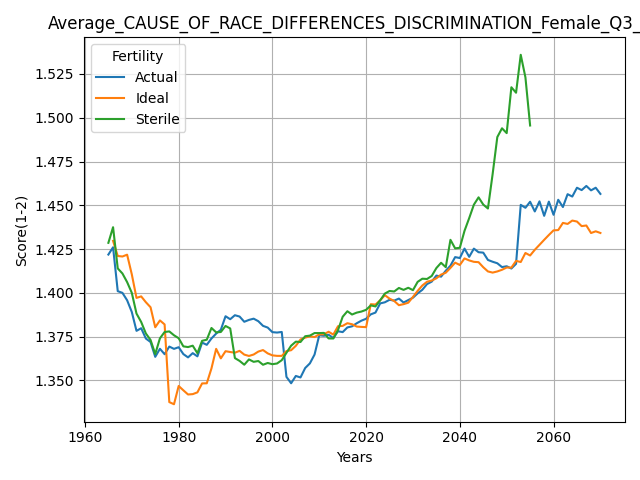 Average_CAUSE_OF_RACE_DIFFERENCES_DISCRIMINATION_Female_Q3_
Fertility
Actual
Ideal
Sterile
1.525
1.500
1.475
1.450
1.425
1.400
1.375
1.350
Score(1-2)
1960
1980
2000
2020
2040
2060
Years